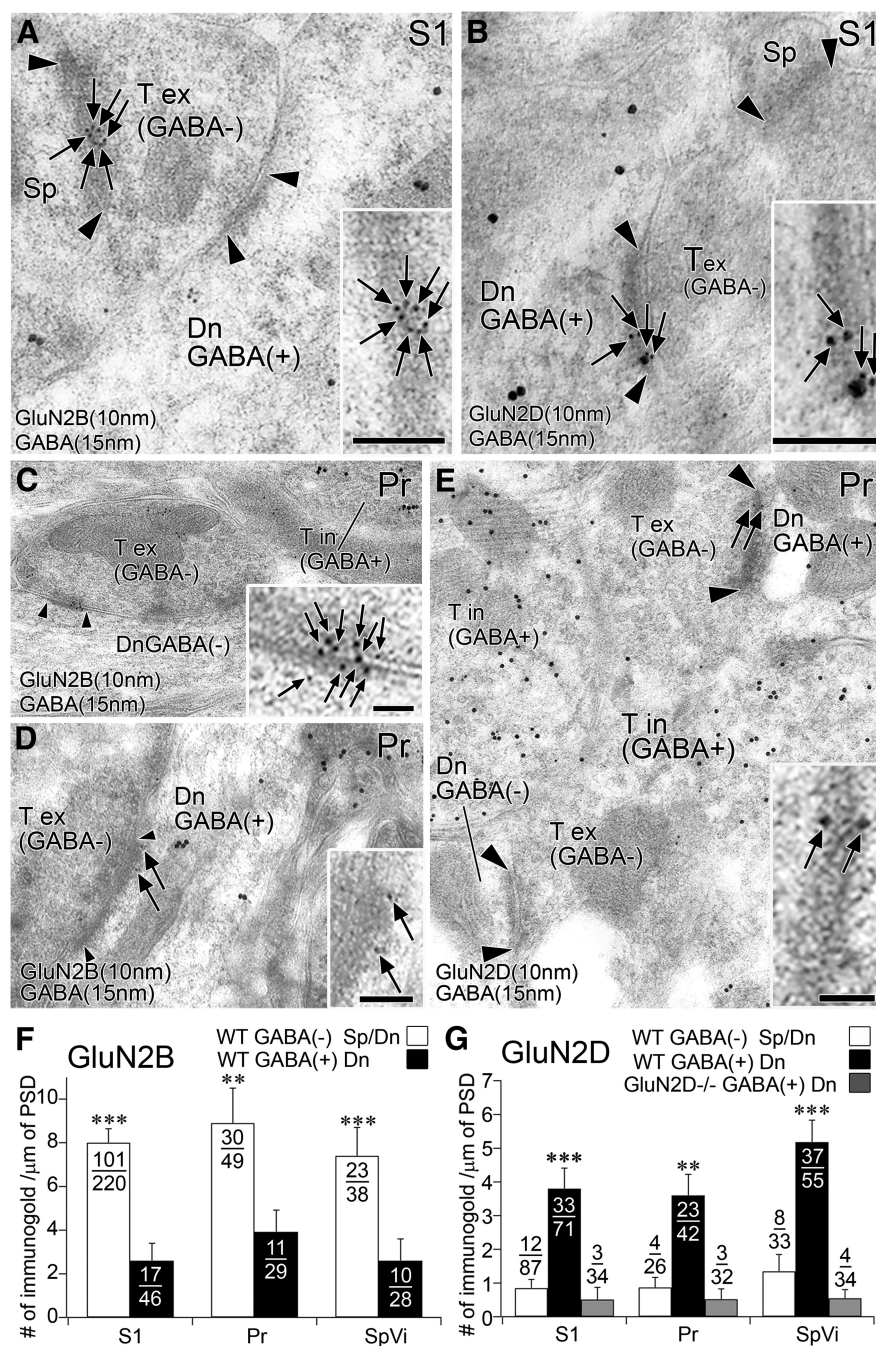 A
S1
T ex
(GABA-)
Sp
Dn
GABA(+)
GluN2B(10nm)
GABA(15nm)
B
S1
Sp
Tex
(GABA-)
Dn
GABA(+)
GluN2D(10nm)
GABA(15nm)
C
Pr
T ex
(GABA-)
T in
(GABA+)
DnGABA(-)
GluN2B(10nm)
GABA(15nm)
D
Pr
T ex
(GABA-)
Dn
GABA(+)
GluN2B(10nm)
GABA(15nm)
E
Pr
T ex
(GABA-)
Dn
GABA(+)
T in
(GABA+)
T in
(GABA+)
Dn
GABA(-)
T ex
(GABA-)
GluN2D(10nm)
GABA(15nm)
F
GluN2B
WT GABA(-) Sp/Dn
WT GABA(+) Dn
# of immunogold /μm of PSD
10
8
6
4
2
0
***
101
220
17
46
**
30
49
11
29
***
23
38
10
28
S1
Pr
SpVi
G
GluN2D
WT GABA(-) Sp/Dn
WT GABA(+) Dn
GluN2D-/- GABA(+) Dn
# of immunogold /μm of PSD
7
6
5
4
3
2
1
0
12
87
***
33
71
3
34
4
26
**
23
42
3
32
8
33
***
37
55
4
34
S1
Pr
SpVi